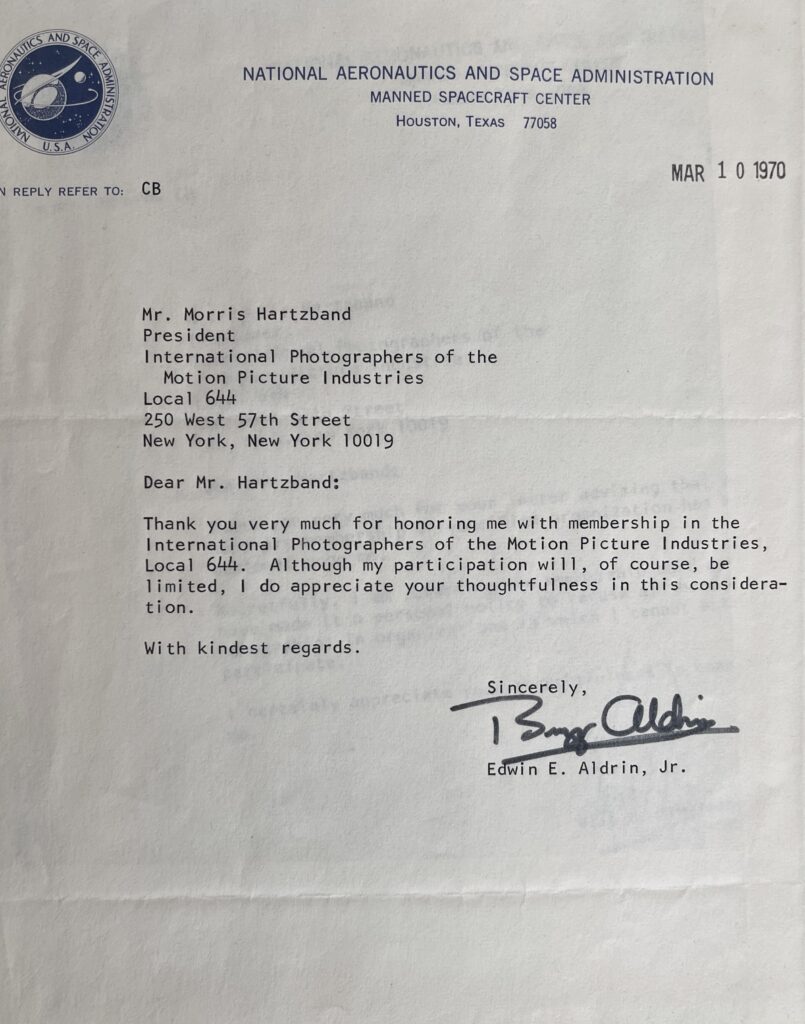 NATIONAL AERONAUTICS AND SPACE ADMINISTRATION
U.S.A.
NATIONAL AERONAUTICS AND SPACE ADMINISTRATION
MANNED SPACECRAFT CENTER
HOUSTON, TEXAS 77058
MAR 10 1970
N REPLY REFER TO: CB
Mr. Morris Hartzband
President
International Photographers of the
Motion Picture Industries
Local 644
250 West 57th Street
New York, New York 10019
Dear Mr. Hartzband:
Thank you very much for honoring me with membership in the
International Photographers of the Motion Picture Industries,
Local 644. Although my participation will, of course, be
limited, I do appreciate your thoughtfulness in this considera-
tion.
With kindest regards.
Sincerely,
Buzz Aldrin
Edwin E. Aldrin, Jr.